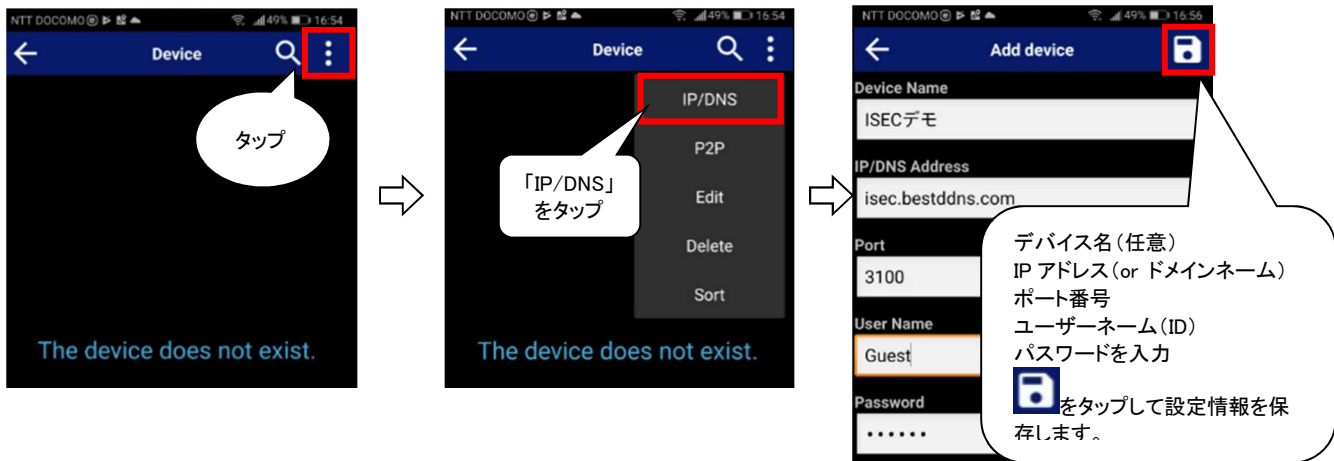 NTT DOCOMO 49% 16:54
Device
タップ
The device does not exist.
NTT DOCOMO 49% 16:54
Device
IP/DNS
P2P
Edit
Delete
Sort
「IP/DNS」
をタップ
The device does not exist.
NTT DOCOMO 49% 16:56
Add device
Device Name
ISECデモ
IP/DNS Address
isec.bestddns.com
Port
3100
User Name
Guest
Password
••••••
デバイス名(任意)
IP アドレス(or ドメインネーム)
ポート番号
ユーザーネーム(ID)
パスワードを入力
をタップして設定情報を保
存します。